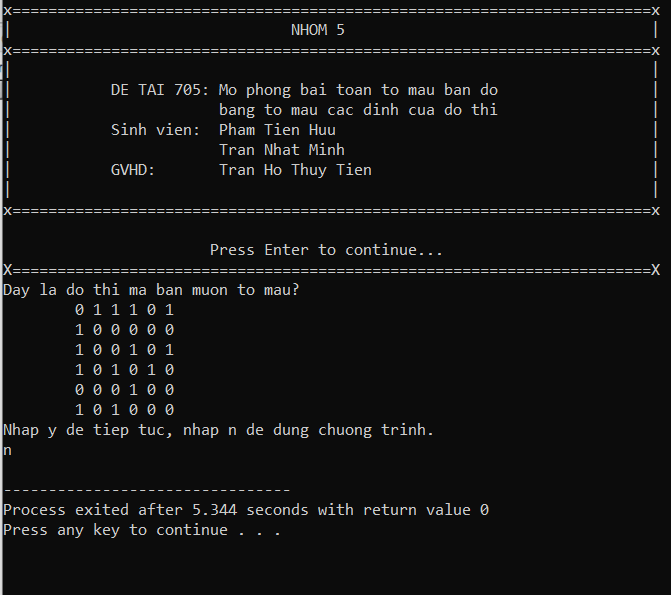 x=======================================================================x
| NHOM 5 |
x=======================================================================x
| |
| DE TAI 705: Mo phong bai toan to mau ban do |
| bang to mau cac dinh cua do thi |
| Sinh vien: Pham Tien Huu |
| Tran Nhat Minh |
| GVHD: Tran Ho Thuy Tien |
| |
x=======================================================================x
Press Enter to continue...
X=======================================================================X
Day la do thi ma ban muon to mau?
0 1 1 1 0 1
1 0 0 0 0 0
1 0 0 1 0 1
1 0 1 0 1 0
0 0 0 1 0 0
1 0 1 0 0 0
Nhap y de tiep tuc, nhap n de dung chuong trinh.
n
--------------------------------
Process exited after 5.344 seconds with return value 0
Press any key to continue . . .